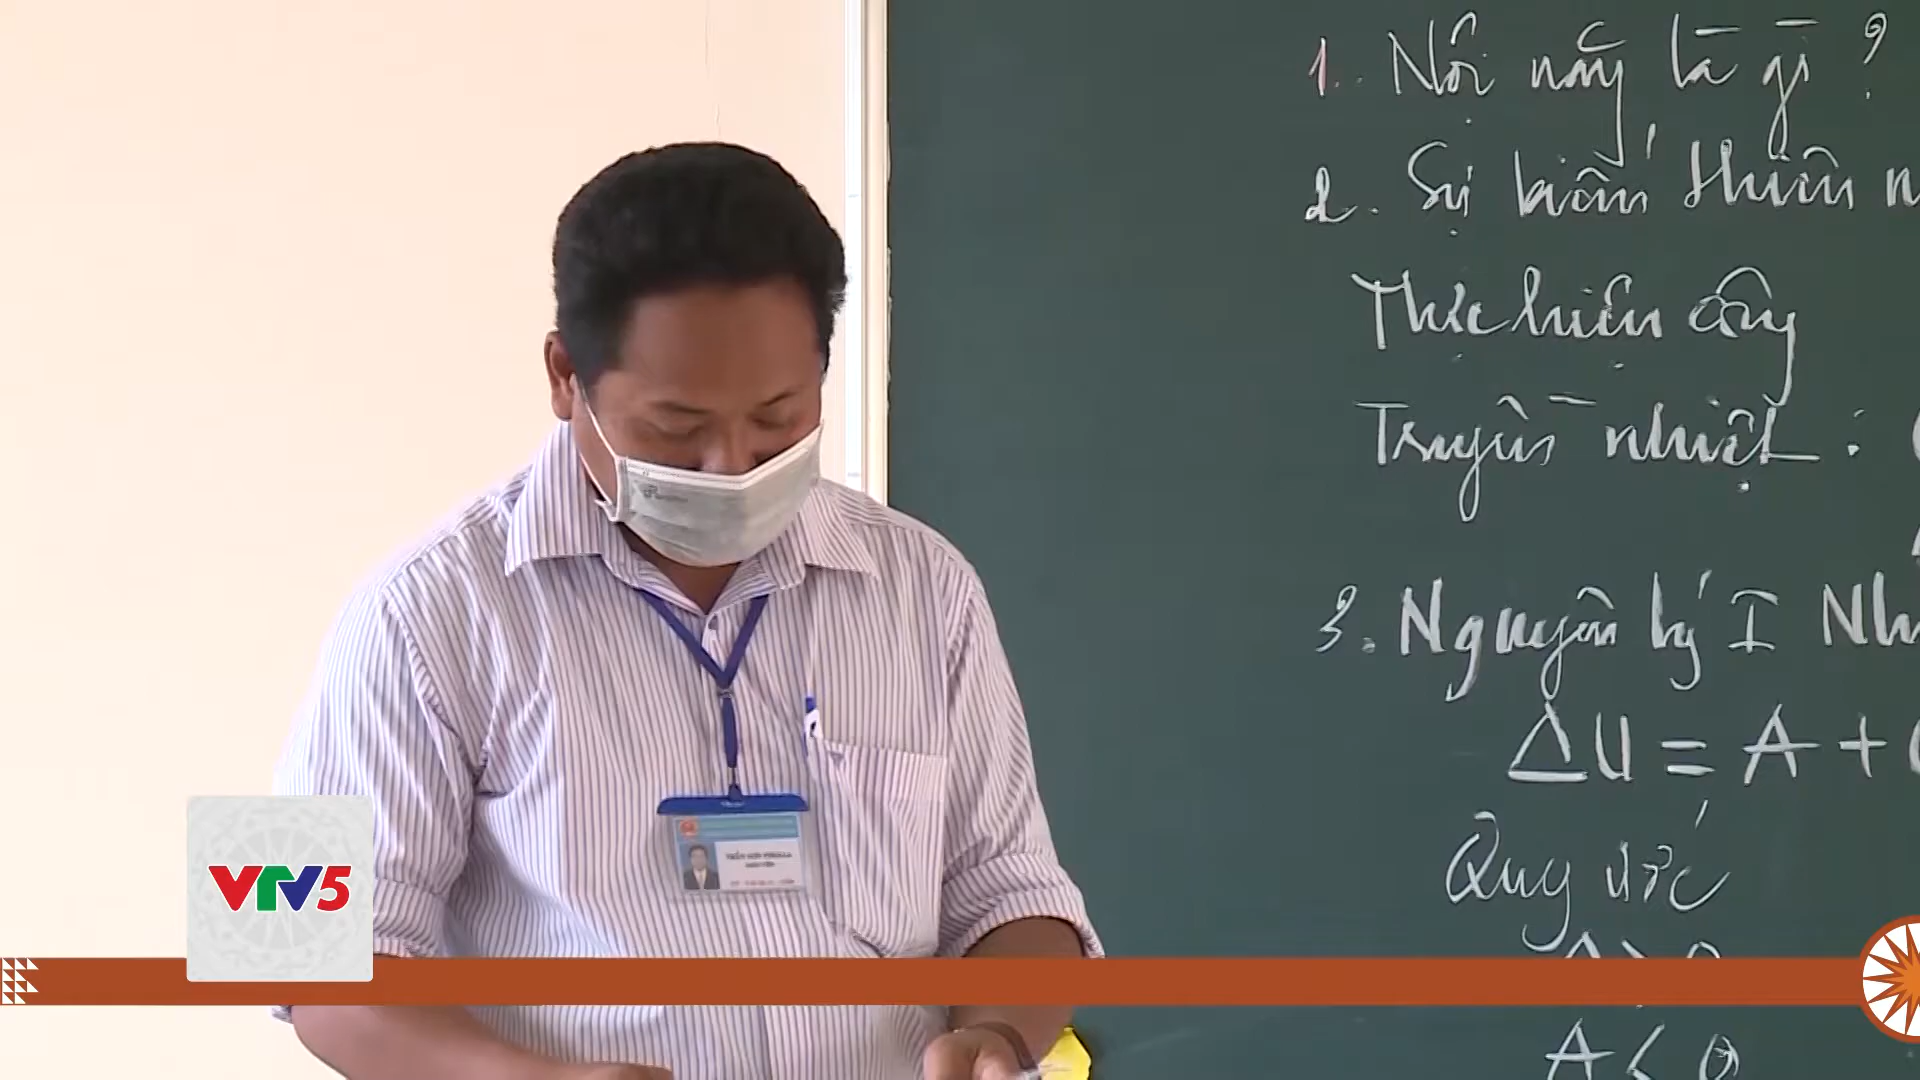 1. Nội năng là gì?
2. Sự biến thiên n
Thực hiện công
Truyền nhiệt :
3. Nguyên lý I Nh
ΔU = A +
Quy ước
A < 0
VTV5